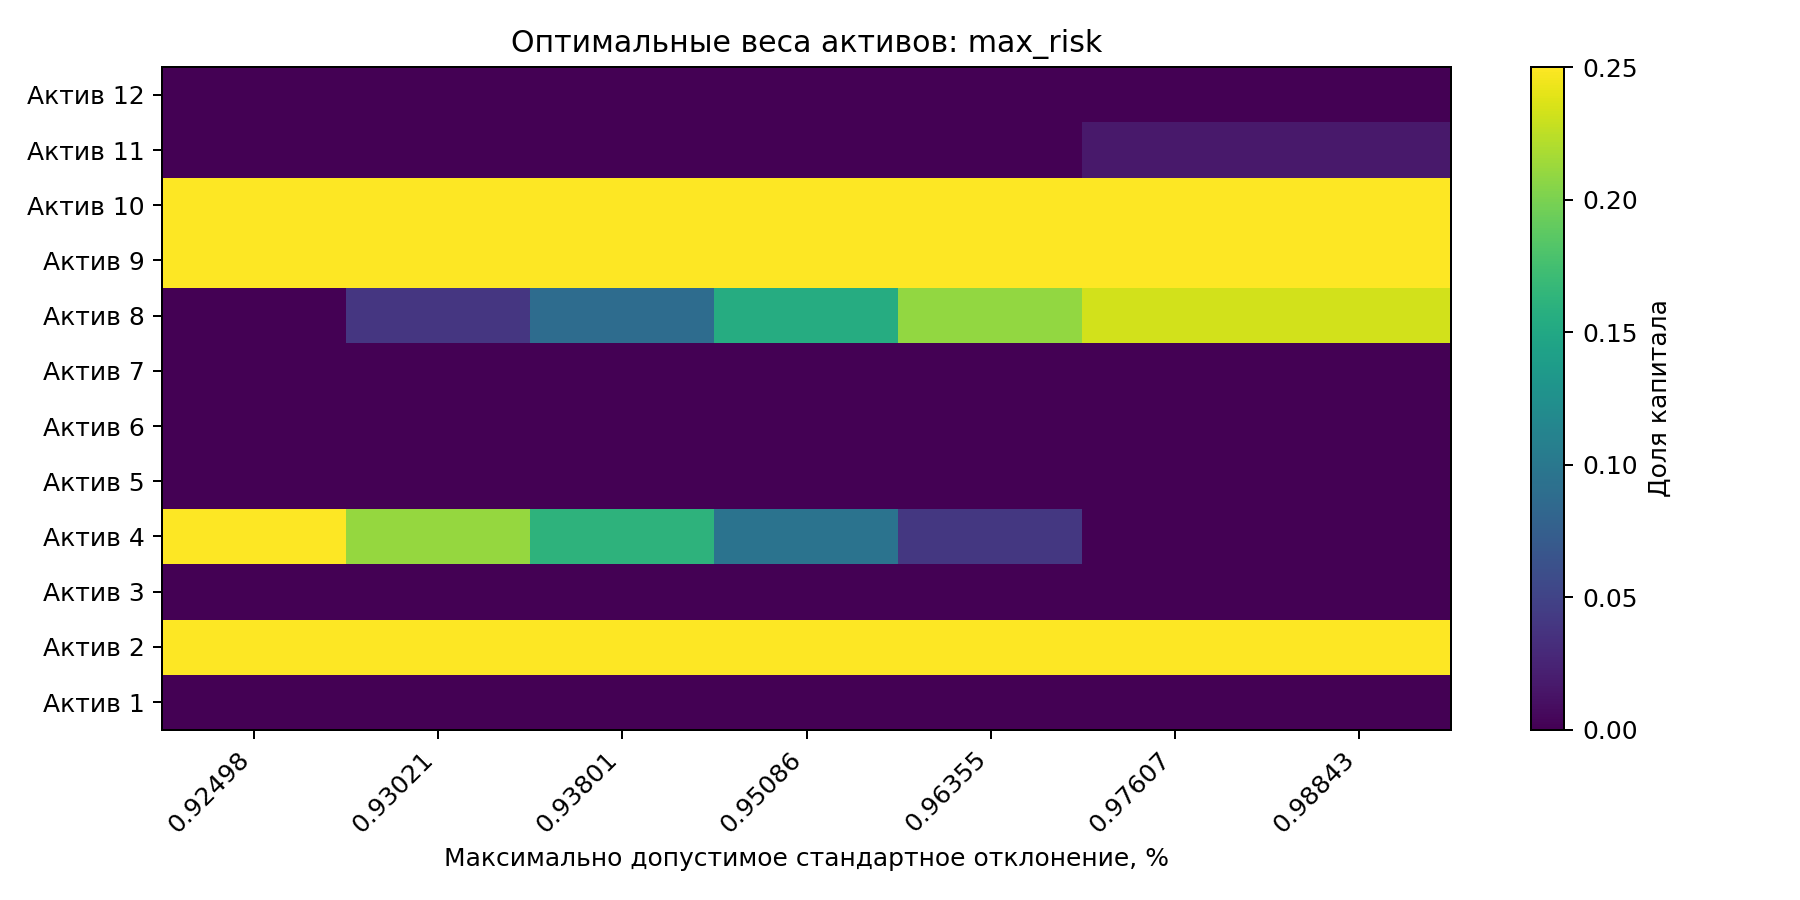 Оптимальные веса активов: max_risk
Актив 12
Актив 11
Актив 10
Актив 9
Актив 8
Актив 7
Актив 6
Актив 5
Актив 4
Актив 3
Актив 2
Актив 1
0.92498
0.93021
0.93801
0.95086
0.96355
0.97607
0.98843
Максимально допустимое стандартное отклонение, %
0.25
0.20
0.15
0.10
0.05
0.00
Доля капитала